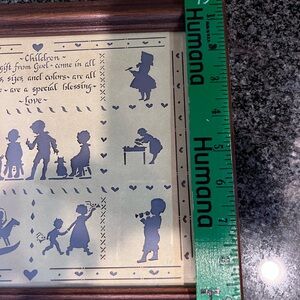 ~ Children ~
gift from God - come in all
, sizes, and colors - are all
- are a special blessing -
~ Love ~
Humana
Humana